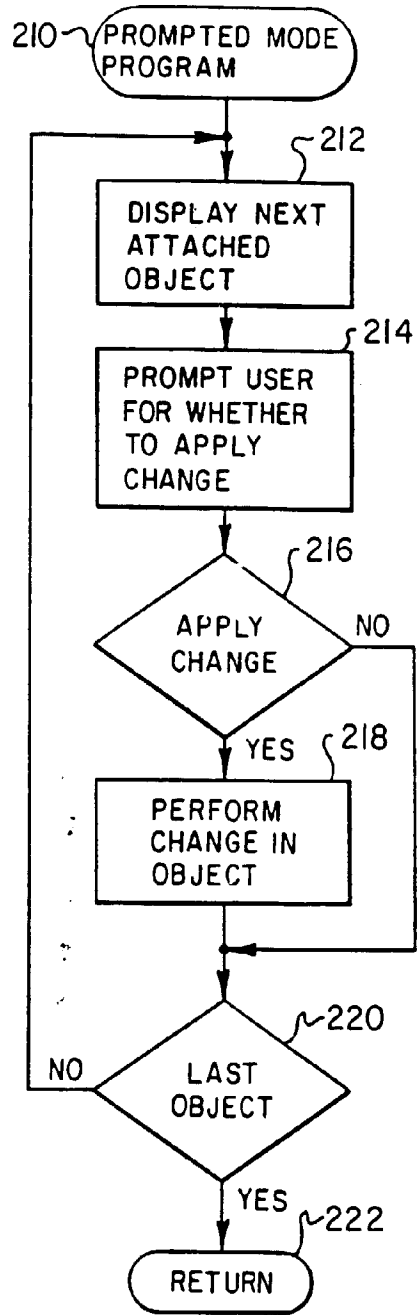 210 PROMPTED MODE
PROGRAM
212
DISPLAY NEXT
ATTACHED
OBJECT
214
PROMPT USER
FOR WHETHER
TO APPLY
CHANGE
216
APPLY
CHANGE
NO
YES
218
PERFORM
CHANGE IN
OBJECT
220
LAST
OBJECT
NO
YES
222
RETURN